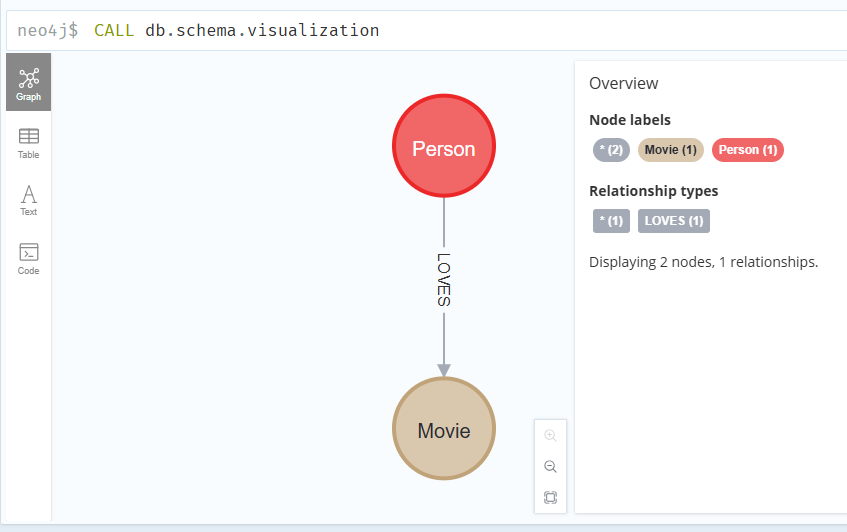 neo4j$ CALL db.schema.visualization
Graph
Table
Text
Code
Person
LOVES
Movie
Overview
Node labels
* (2) Movie (1) Person (1)
Relationship types
* (1) LOVES (1)
Displaying 2 nodes, 1 relationships.